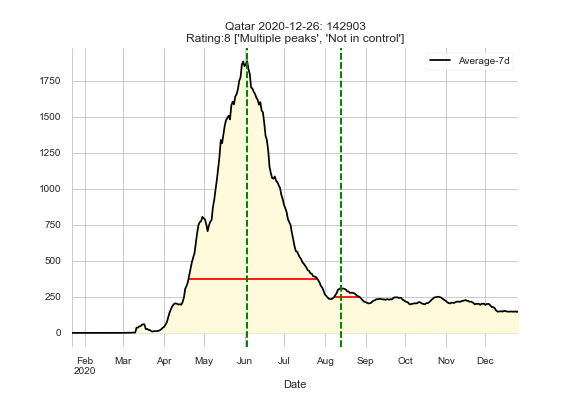 Qatar 2020-12-26: 142903
Rating:8 ['Multiple peaks', 'Not in control']
Average-7d
1750
1500
1250
1000
750
500
250
0
Feb Mar Apr May Jun Jul Aug Sep Oct Nov Dec
2020
Date